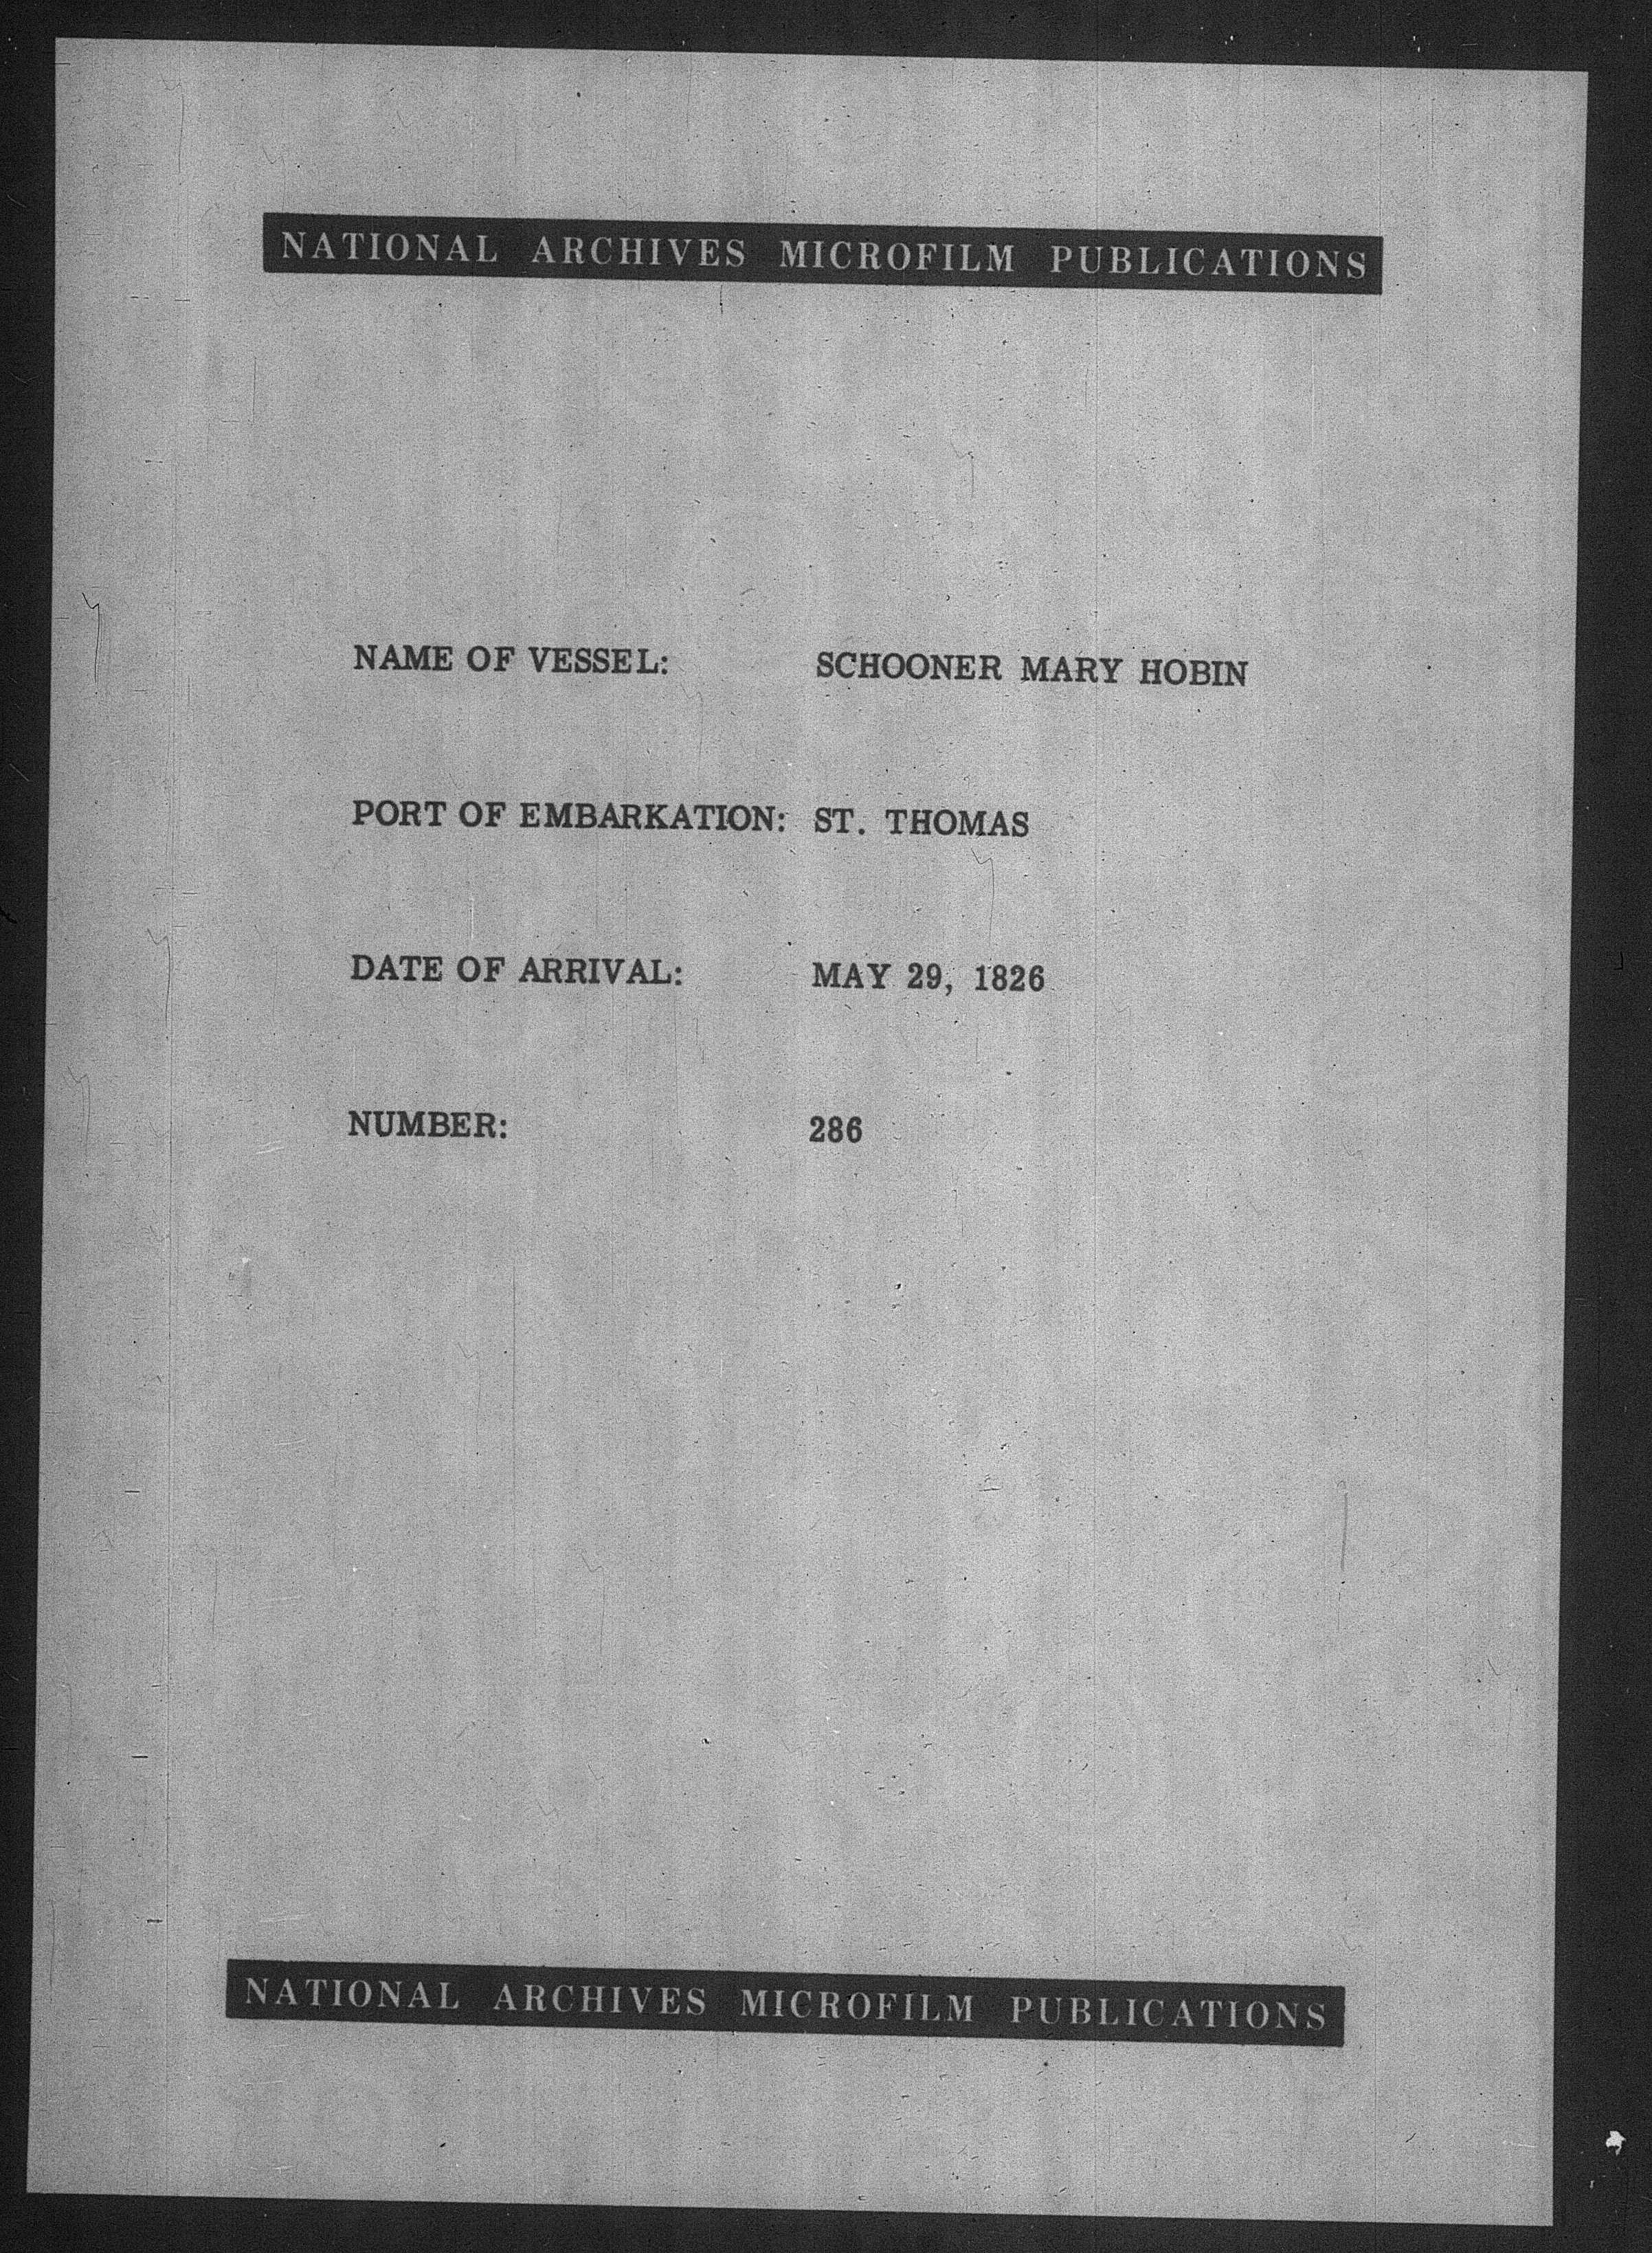 NATIONAL ARCHIVES MICROFILM PUBLICATIONS
NAME OF VESSEL: SCHOONER MARY HOBIN
PORT OF EMBARKATION: ST. THOMAS
DATE OF ARRIVAL: MAY 29, 1826
NUMBER: 286
NATIONAL ARCHIVES MICROFILM PUBLICATIONS